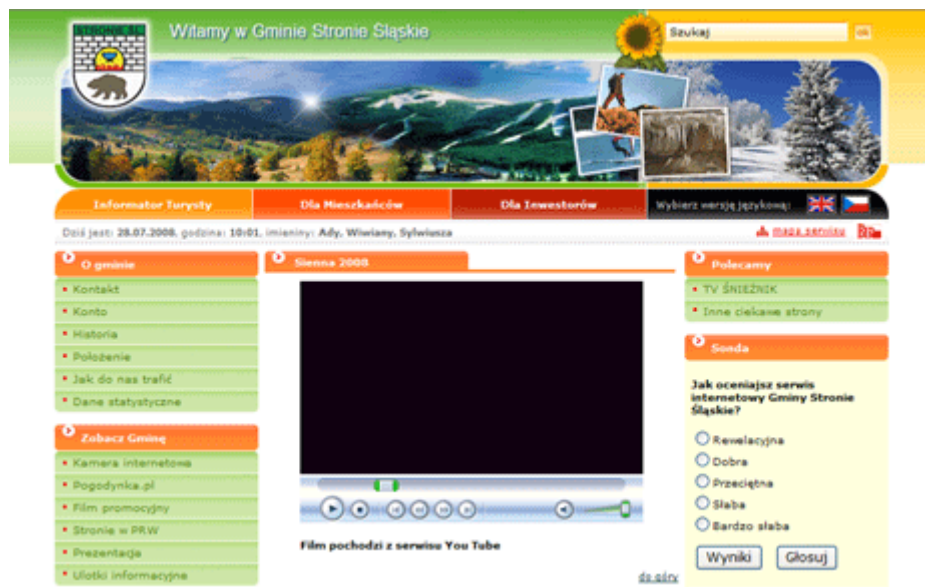 STRONIE ŚL.
Witamy w Gminie Stronie Śląskie
Szukaj
ok
Informator Turysty
Dla Mieszkańców
Dla Inwestorów
Wybierz wersję językową:
Dziś jest: 28.07.2008, godzina: 10:01, imieniny: Ady, Wiwiany, Sylwiusza
mapa serwisu
O gminie
Kontakt
Konto
Historia
Położenie
Jak do nas trafić
Dane statystyczne
Zobacz Gminę
Kamera internetowa
Pogodynka.pl
Film promocyjny
Stronie w PRW
Prezentacja
Ulotki informacyjne
Sienna 2008
Film pochodzi z serwisu You Tube
do góry
Polecamy
TV ŚNIEŻNIK
Inne ciekawe strony
Sonda
Jak oceniajsz serwis
internetowy Gminy Stronie
Śląskie?
Rewelacyjna
Dobra
Przeciętna
Słaba
Bardzo słaba
Wyniki
Głosuj